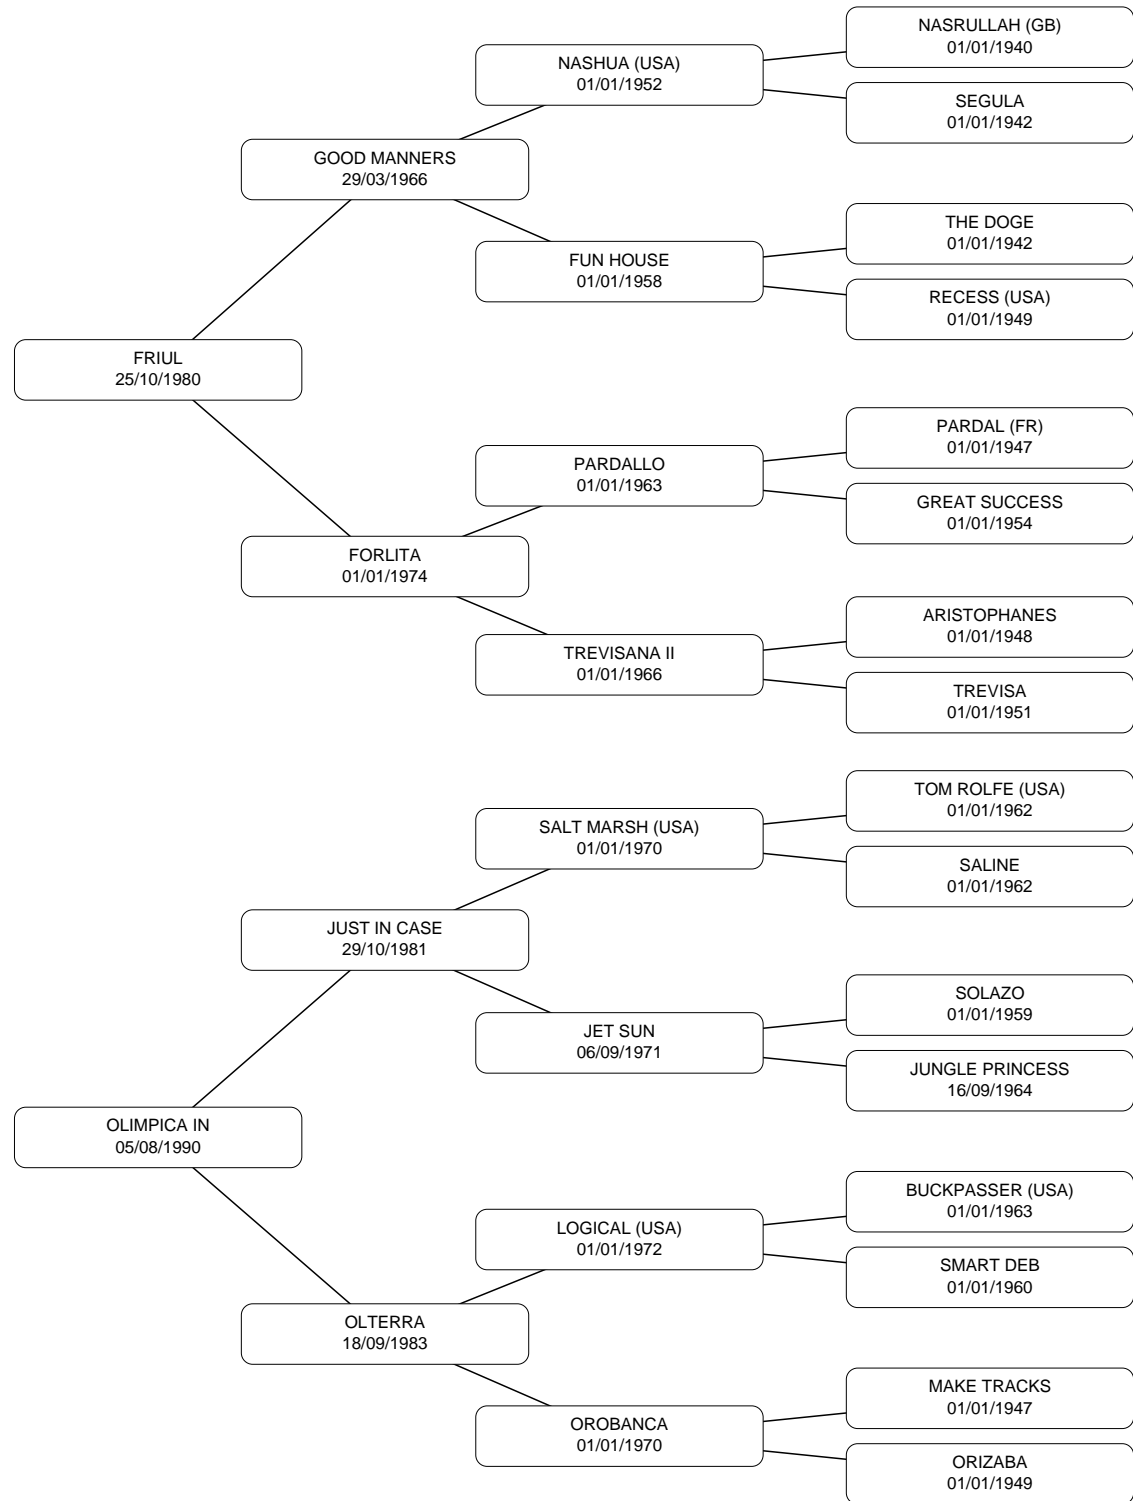 NASRULLAH (GB)
01/01/1940
NASHUA (USA)
01/01/1952
SEGULA
01/01/1942
GOOD MANNERS
29/03/1966
THE DOGE
01/01/1942
FUN HOUSE
01/01/1958
RECESS (USA)
01/01/1949
FRIUL
25/10/1980
PARDAL (FR)
01/01/1947
PARDALLO
01/01/1963
GREAT SUCCESS
01/01/1954
FORLITA
01/01/1974
ARISTOPHANES
01/01/1948
TREVISANA II
01/01/1966
TREVISA
01/01/1951
TOM ROLFE (USA)
01/01/1962
SALT MARSH (USA)
01/01/1970
SALINE
01/01/1962
JUST IN CASE
29/10/1981
SOLAZO
01/01/1959
JET SUN
06/09/1971
JUNGLE PRINCESS
16/09/1964
OLIMPICA IN
05/08/1990
BUCKPASSER (USA)
01/01/1963
LOGICAL (USA)
01/01/1972
SMART DEB
01/01/1960
OLTERRA
18/09/1983
MAKE TRACKS
01/01/1947
OROBANCA
01/01/1970
ORIZABA
01/01/1949